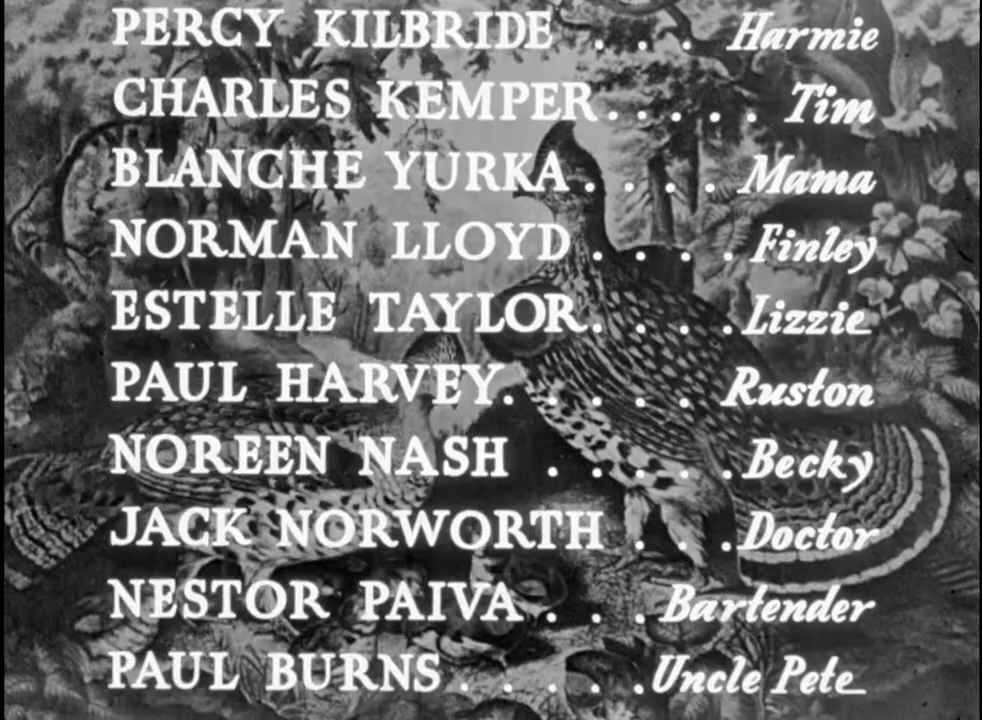 PERCY KILBRIDE . . . Harmie
CHARLES KEMPER . . . . . Tim
BLANCHE YURKA . . . . Mama
NORMAN LLOYD . . . . Finley
ESTELLE TAYLOR . . . . Lizzie
PAUL HARVEY . . . . . Ruston
NOREEN NASH . . . . . Becky
JACK NORWORTH . . . Doctor
NESTOR PAIVA . . . Bartender
PAUL BURNS . . . . . Uncle Pete